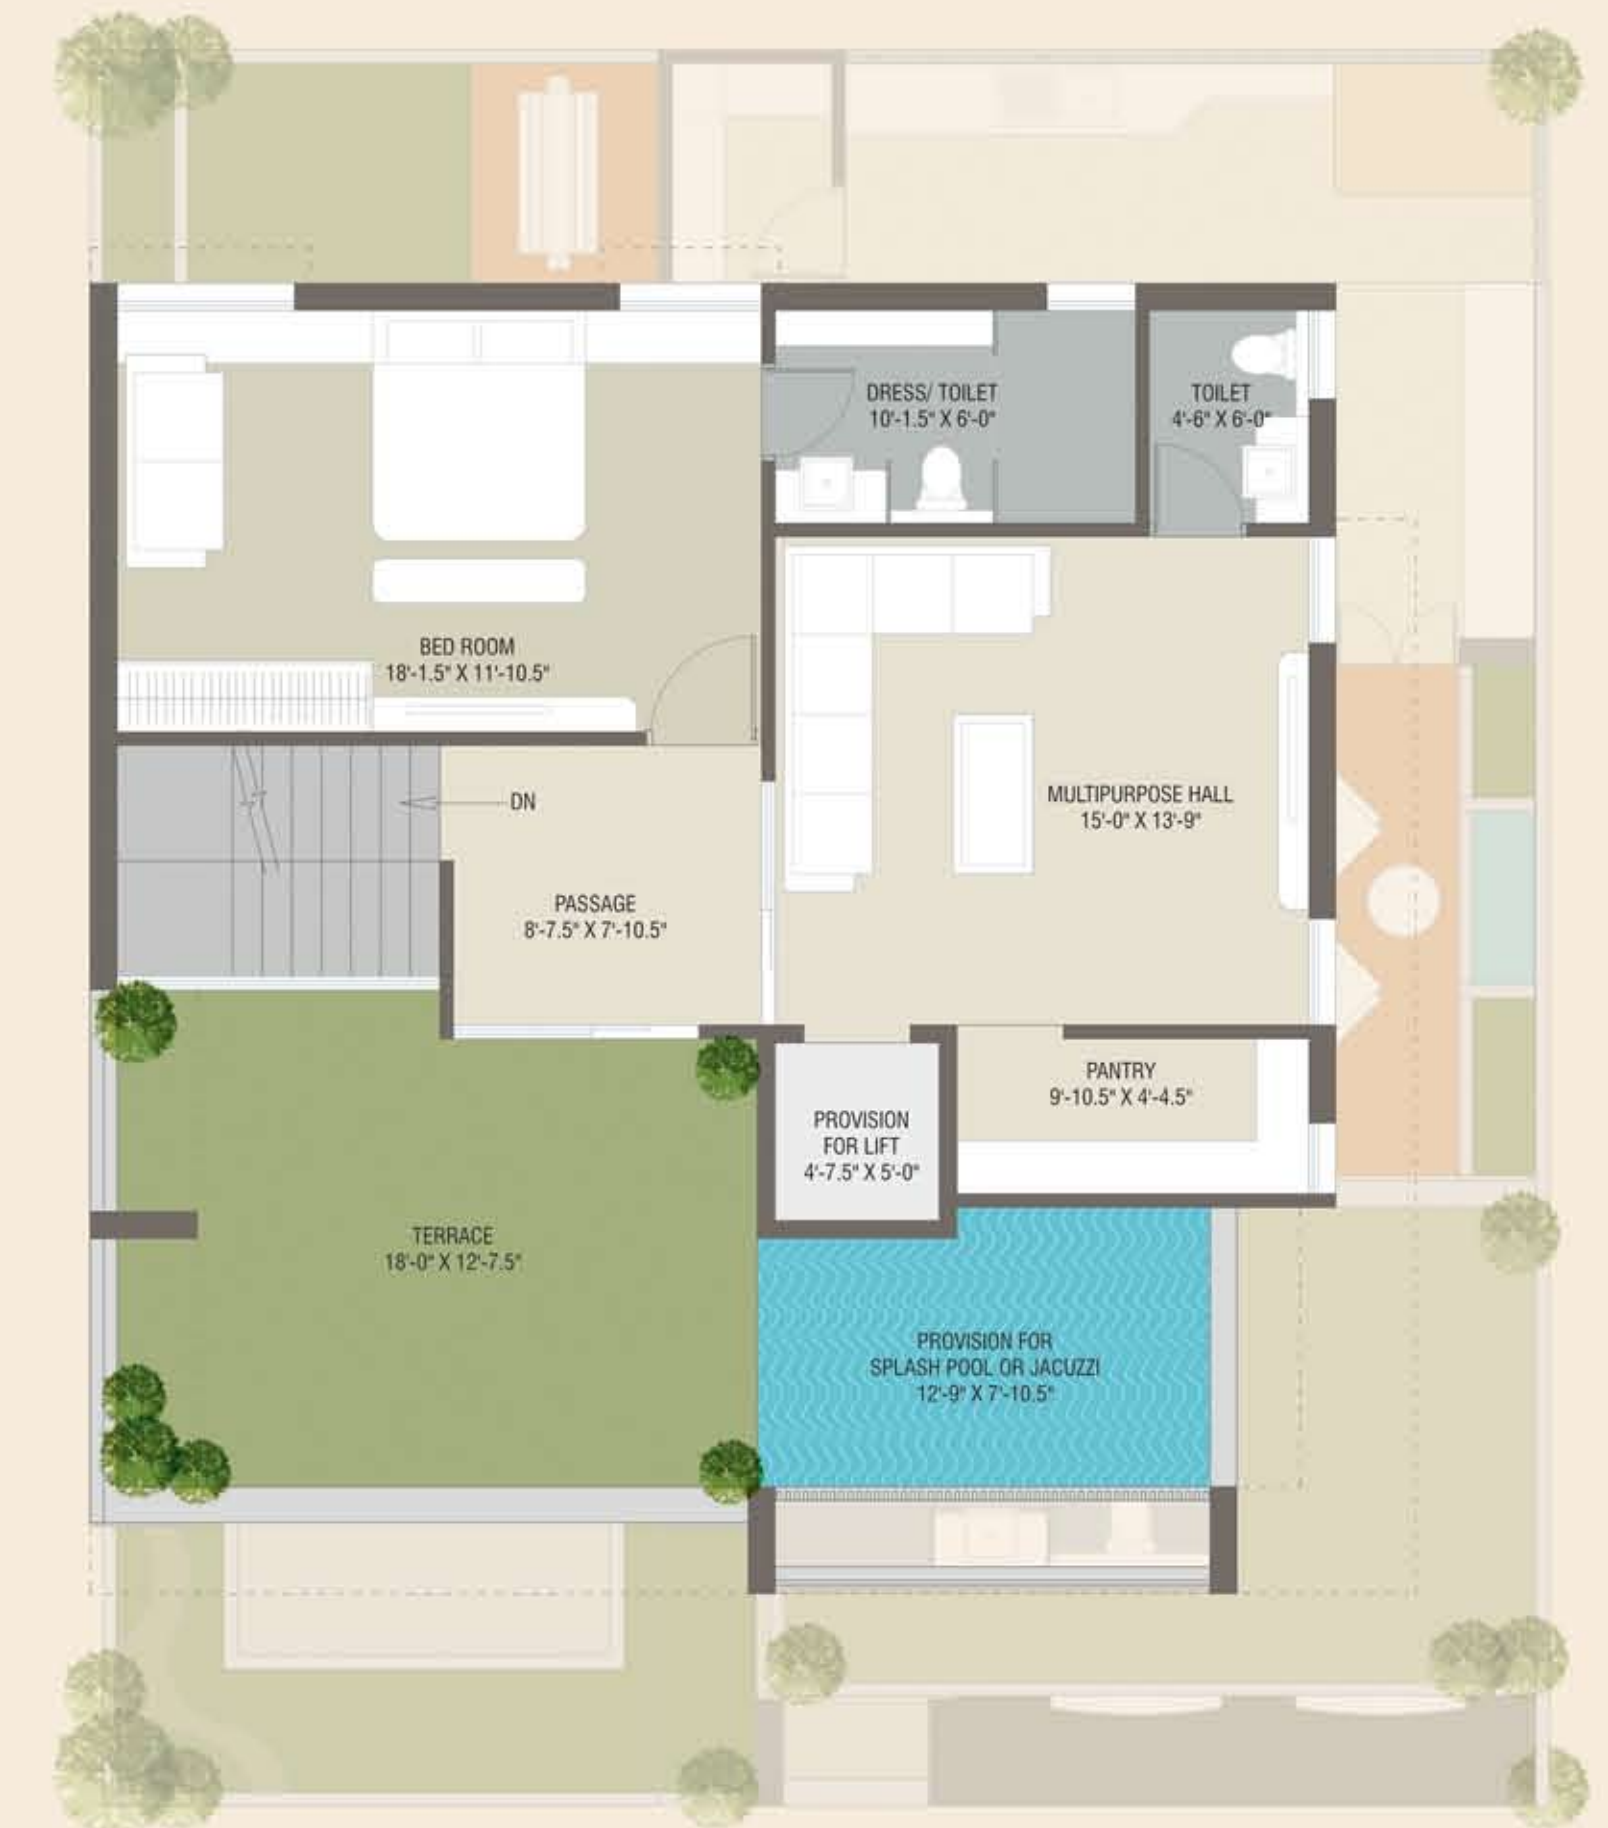 DRESS/ TOILET
10'-1.5" X 6'-0"
TOILET
4'-6" X 6'-0"
BED ROOM
18'-1.5" X 11'-10.5"
DN
MULTIPURPOSE HALL
15'-0" X 13'-9"
PASSAGE
8'-7.5" X 7'-10.5"
PANTRY
9'-10.5" X 4'-4.5"
PROVISION
FOR LIFT
4'-7.5" X 5'-0"
TERRACE
18'-0" X 12'-7.5"
PROVISION FOR
SPLASH POOL OR JACUZZI
12'-9" X 7'-10.5"